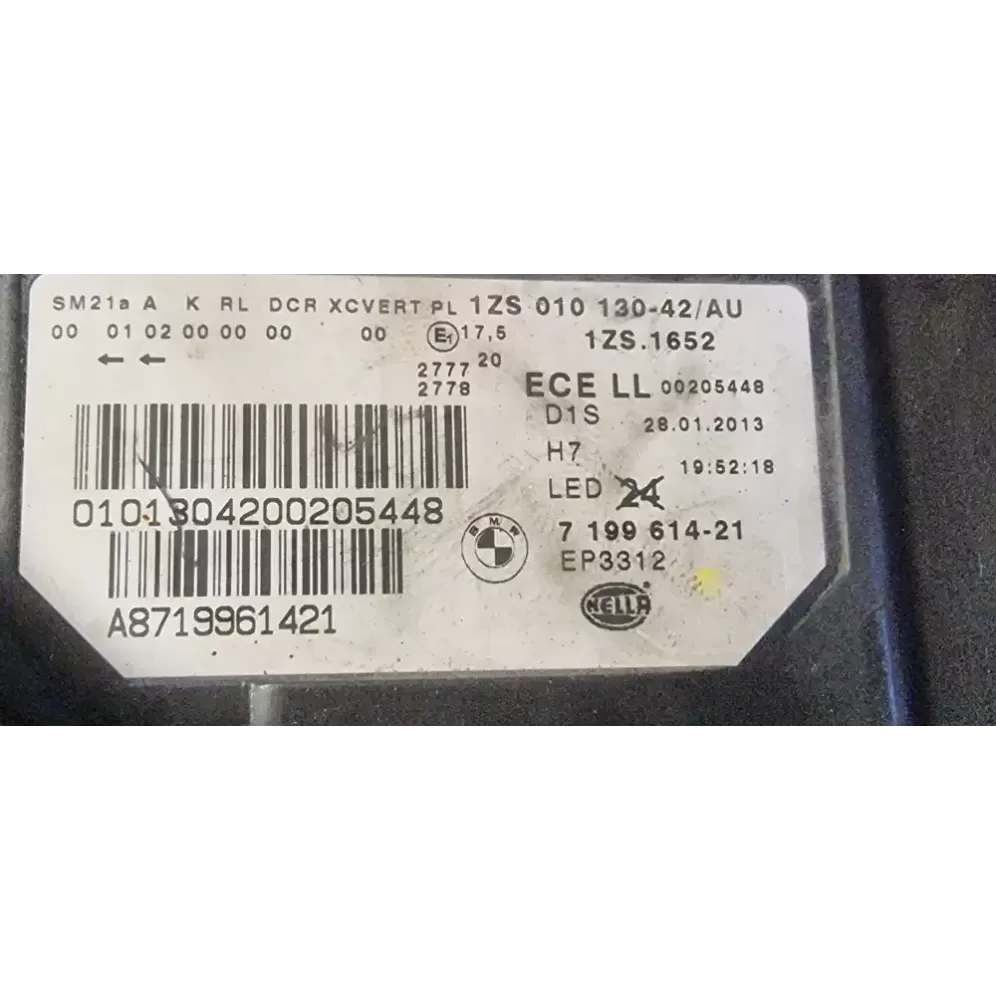 SM21a A K RL DCR XCVERT PL 1ZS 010 130-42/AU
00 01 02 00 00 00 00 E1 17,5 1ZS.1652
← ← 2777 20
2778 ECE LL 00205448
D1S 28.01.2013
H7 19:52:18
LED 24
0101304200205448
7 199 614-21
BMW
EP3312
A8719961421
HELLA